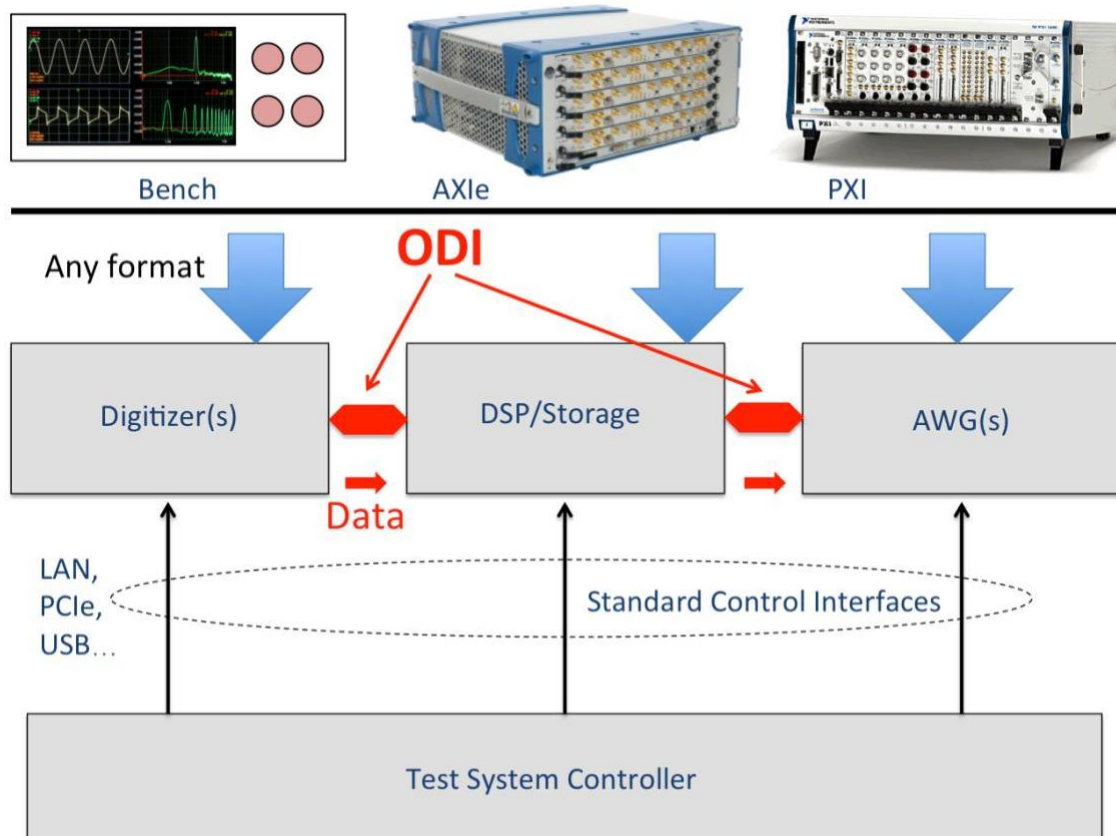 Bench
AXIe
PXI
Any format
ODI
Digitizer(s)
DSP/Storage
AWG(s)
Data
LAN,
PCIe,
USB...
Standard Control Interfaces
Test System Controller